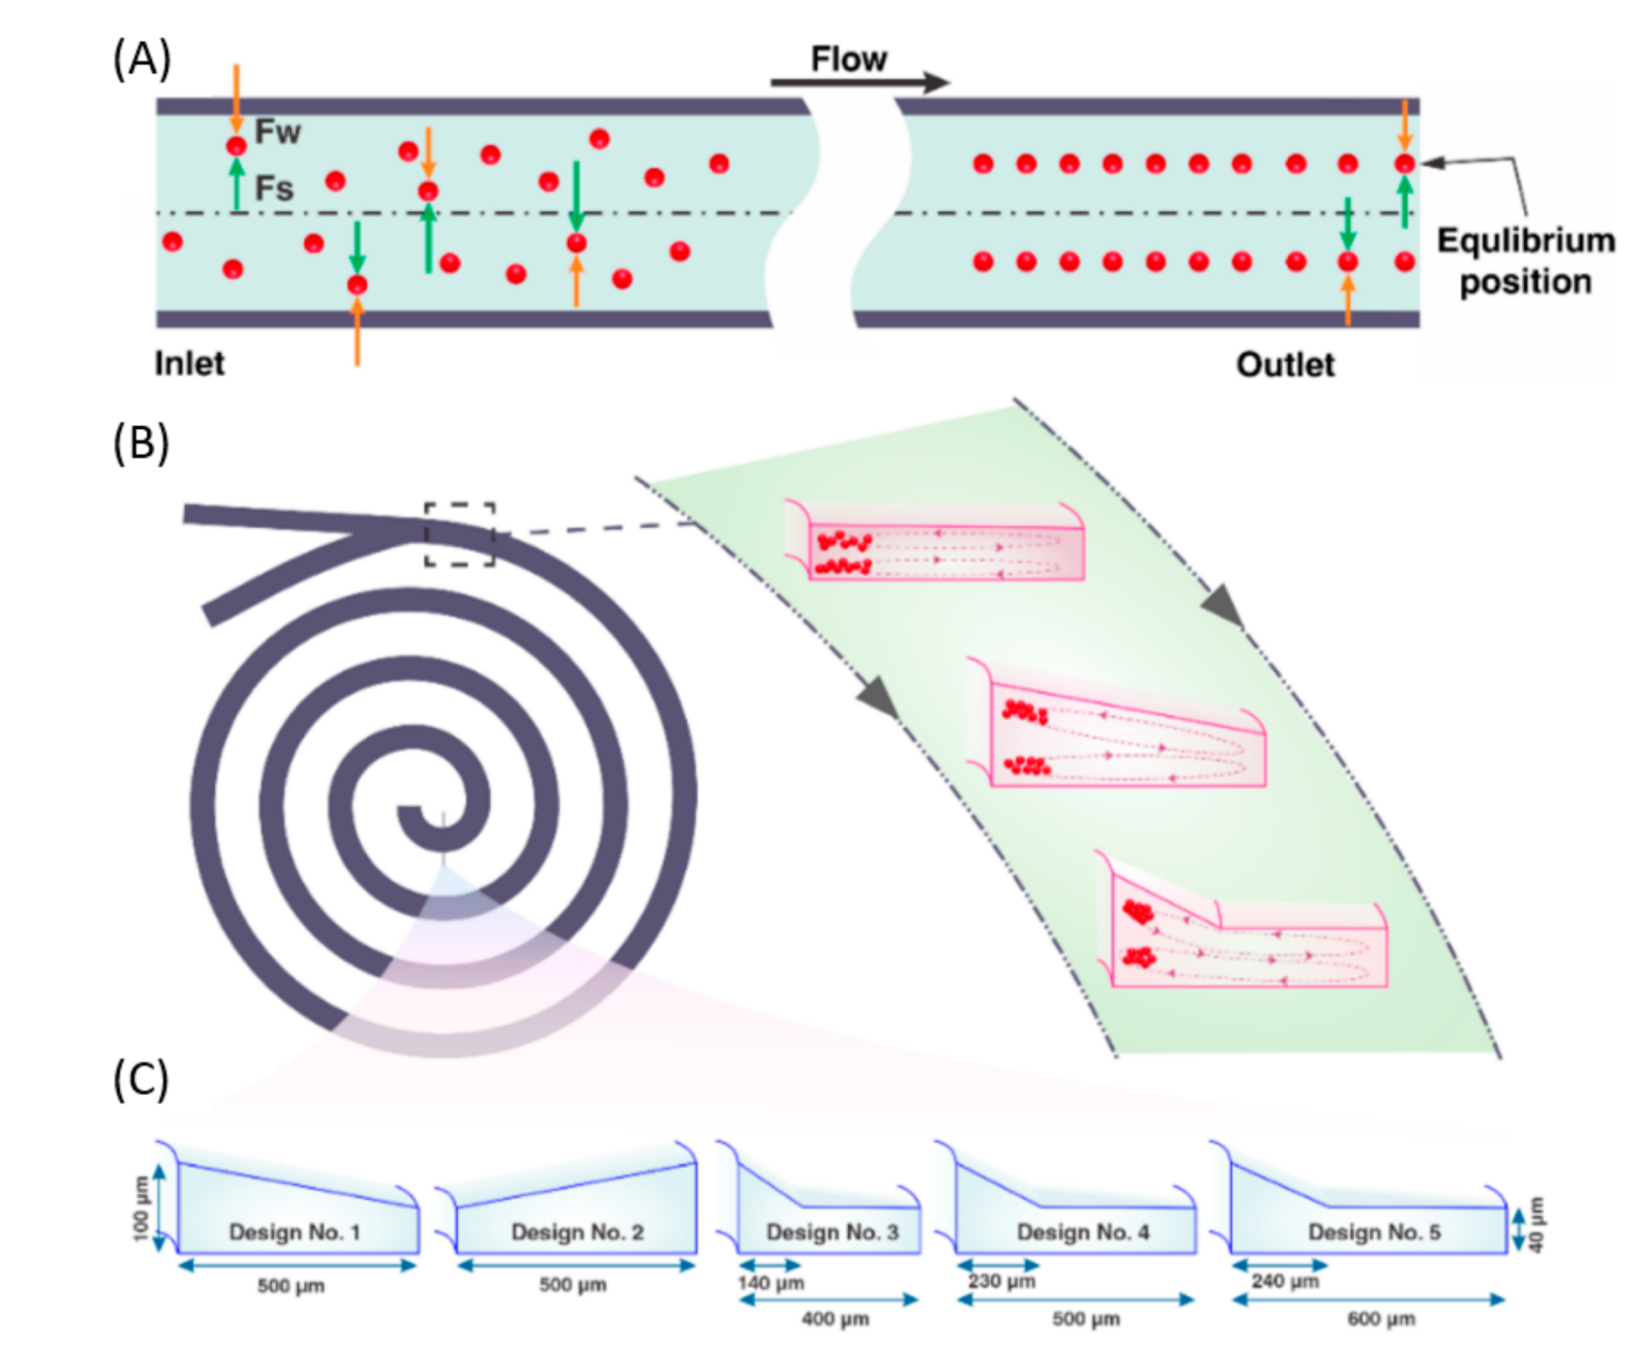 (A)
Flow
Fw
Fs
Equlibrium
position
Inlet
Outlet
(B)
(C)
100 µm
Design No. 1
Design No. 2
Design No. 3
Design No. 4
Design No. 5
40 µm
500 µm
500 µm
140 µm
230 µm
240 µm
400 µm
500 µm
600 µm